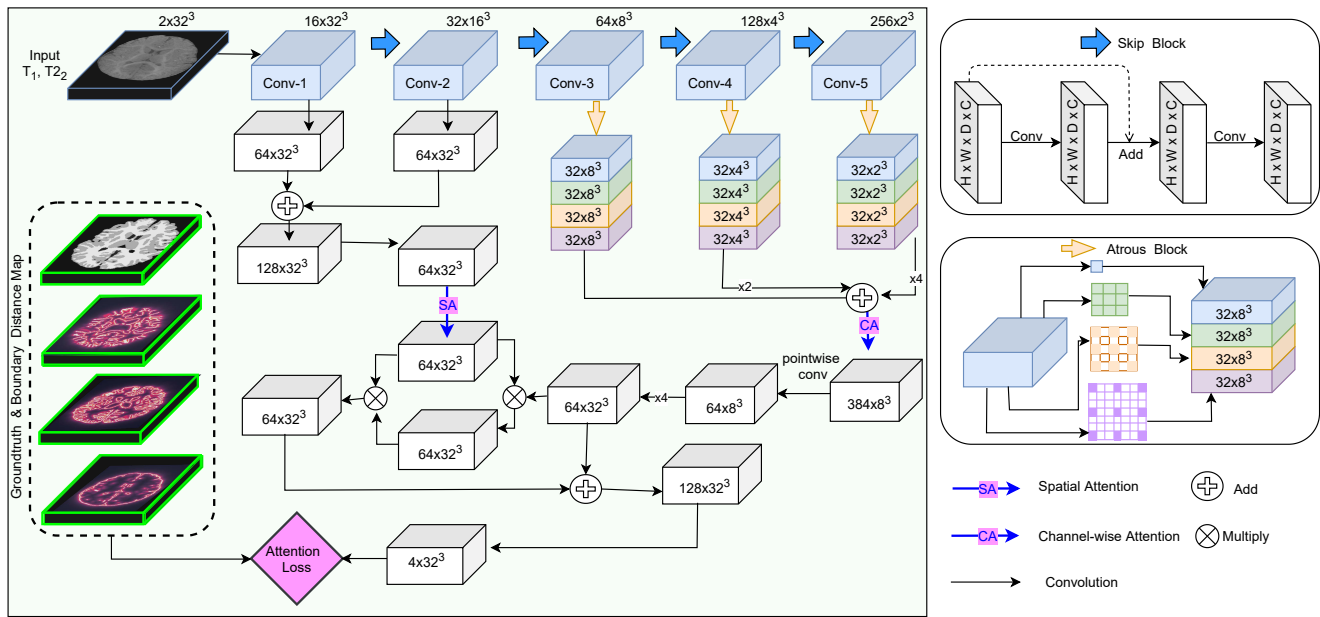 2x32³
16x32³
32x16³
64x8³
128x4³
256x2³
Input
T₁, T2₂
Conv-1
Conv-2
Conv-3
Conv-4
Conv-5
64x32³
64x32³
32x8³
32x8³
32x8³
32x8³
32x4³
32x4³
32x4³
32x4³
32x2³
32x2³
32x2³
32x2³
128x32³
64x32³
x2
x4
SA
CA
64x32³
64x32³
64x32³
64x32³
x4
64x8³
pointwise
conv
384x8³
128x32³
4x32³
Attention
Loss
Groundtruth & Boundary Distance Map
Skip Block
H x W x D x C
Conv
H x W x D x C
Add
H x W x D x C
Conv
H x W x D x C
Atrous Block
32x8³
32x8³
32x8³
32x8³
SA Spatial Attention
Add
CA Channel-wise Attention
Multiply
Convolution